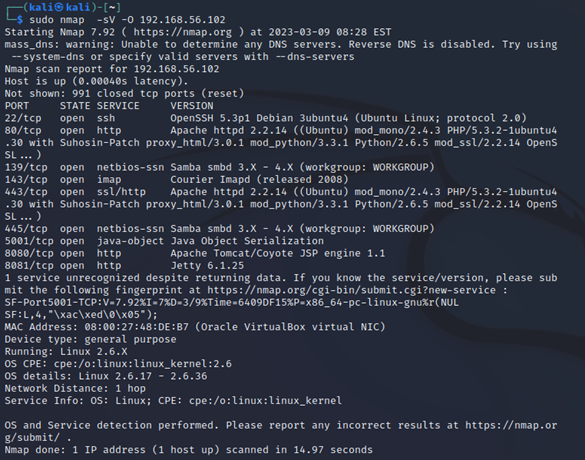 ┌──(kali㉿kali)-[~]
└─$ sudo nmap  -sV -O 192.168.56.102
Starting Nmap 7.92 ( https://nmap.org ) at 2023-03-09 08:28 EST
mass_dns: warning: Unable to determine any DNS servers. Reverse DNS is disabled. Try using
 --system-dns or specify valid servers with --dns-servers
Nmap scan report for 192.168.56.102
Host is up (0.00040s latency).
Not shown: 991 closed tcp ports (reset)
PORT     STATE SERVICE     VERSION
22/tcp   open  ssh         OpenSSH 5.3p1 Debian 3ubuntu4 (Ubuntu Linux; protocol 2.0)
80/tcp   open  http        Apache httpd 2.2.14 ((Ubuntu) mod_mono/2.4.3 PHP/5.3.2-1ubuntu4
.30 with Suhosin-Patch proxy_html/3.0.1 mod_python/3.3.1 Python/2.6.5 mod_ssl/2.2.14 OpenS
SL...)
139/tcp  open  netbios-ssn Samba smbd 3.X - 4.X (workgroup: WORKGROUP)
143/tcp  open  imap        Courier Imapd (released 2008)
443/tcp  open  ssl/http    Apache httpd 2.2.14 ((Ubuntu) mod_mono/2.4.3 PHP/5.3.2-1ubuntu4
.30 with Suhosin-Patch proxy_html/3.0.1 mod_python/3.3.1 Python/2.6.5 mod_ssl/2.2.14 OpenS
SL...)
445/tcp  open  netbios-ssn Samba smbd 3.X - 4.X (workgroup: WORKGROUP)
5001/tcp open  java-object Java Object Serialization
8080/tcp open  http        Apache Tomcat/Coyote JSP engine 1.1
8081/tcp open  http        Jetty 6.1.25
1 service unrecognized despite returning data. If you know the service/version, please sub
mit the following fingerprint at https://nmap.org/cgi-bin/submit.cgi?new-service :
SF-Port5001-TCP:V=7.92%I=7%D=3/9%Time=6409DF15%P=x86_64-pc-linux-gnu%r(NUL
SF:L,4,"\xac\xed\0\x05");
MAC Address: 08:00:27:48:DE:B7 (Oracle VirtualBox virtual NIC)
Device type: general purpose
Running: Linux 2.6.X
OS CPE: cpe:/o:linux:linux_kernel:2.6
OS details: Linux 2.6.17 - 2.6.36
Network Distance: 1 hop
Service Info: OS: Linux; CPE: cpe:/o:linux:linux_kernel

OS and Service detection performed. Please report any incorrect results at https://nmap.or
g/submit/ .
Nmap done: 1 IP address (1 host up) scanned in 14.97 seconds